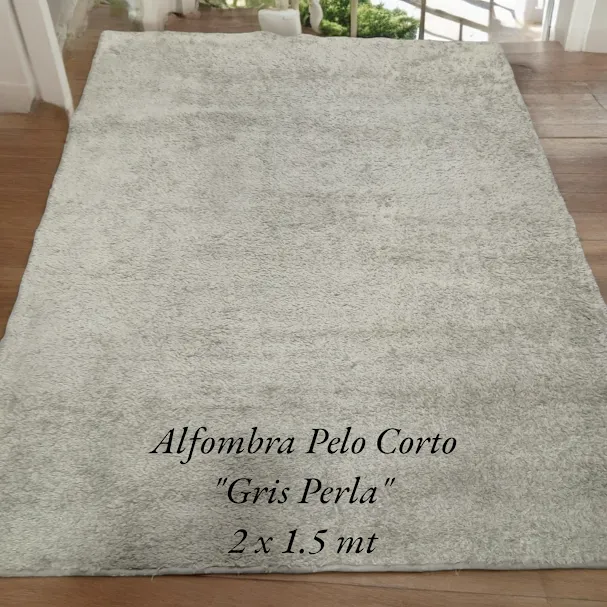 Alfombra Pelo Corto
"Gris Perla"
2 x 1.5 mt